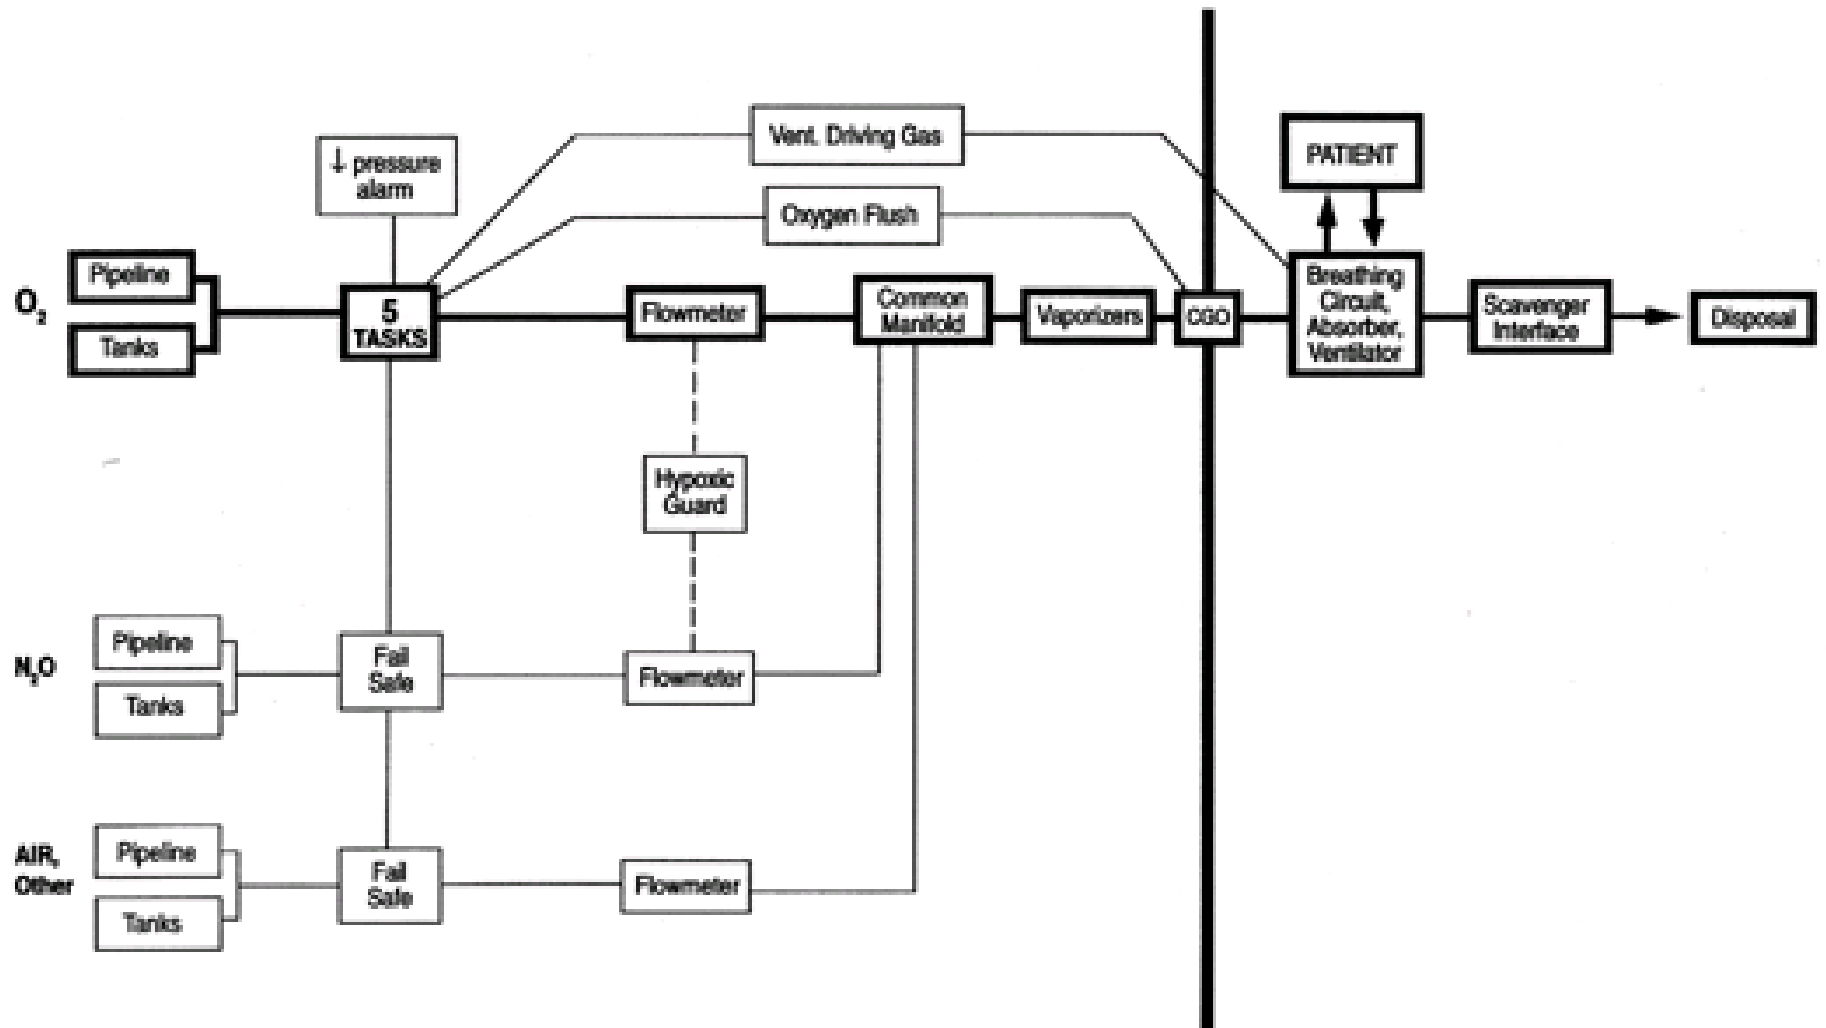 Vent. Driving Gas
↓ pressure
alarm
PATIENT
Oxygen Flush
O₂
Pipeline
Tanks
5
TASKS
Flowmeter
Common
Manifold
Vaporizers
CGO
Breathing
Circuit,
Absorber,
Ventilator
Scavenger
Interface
Disposal
Hypoxic
Guard
N₂O
Pipeline
Tanks
Fail
Safe
Flowmeter
AIR,
Other
Pipeline
Tanks
Fail
Safe
Flowmeter